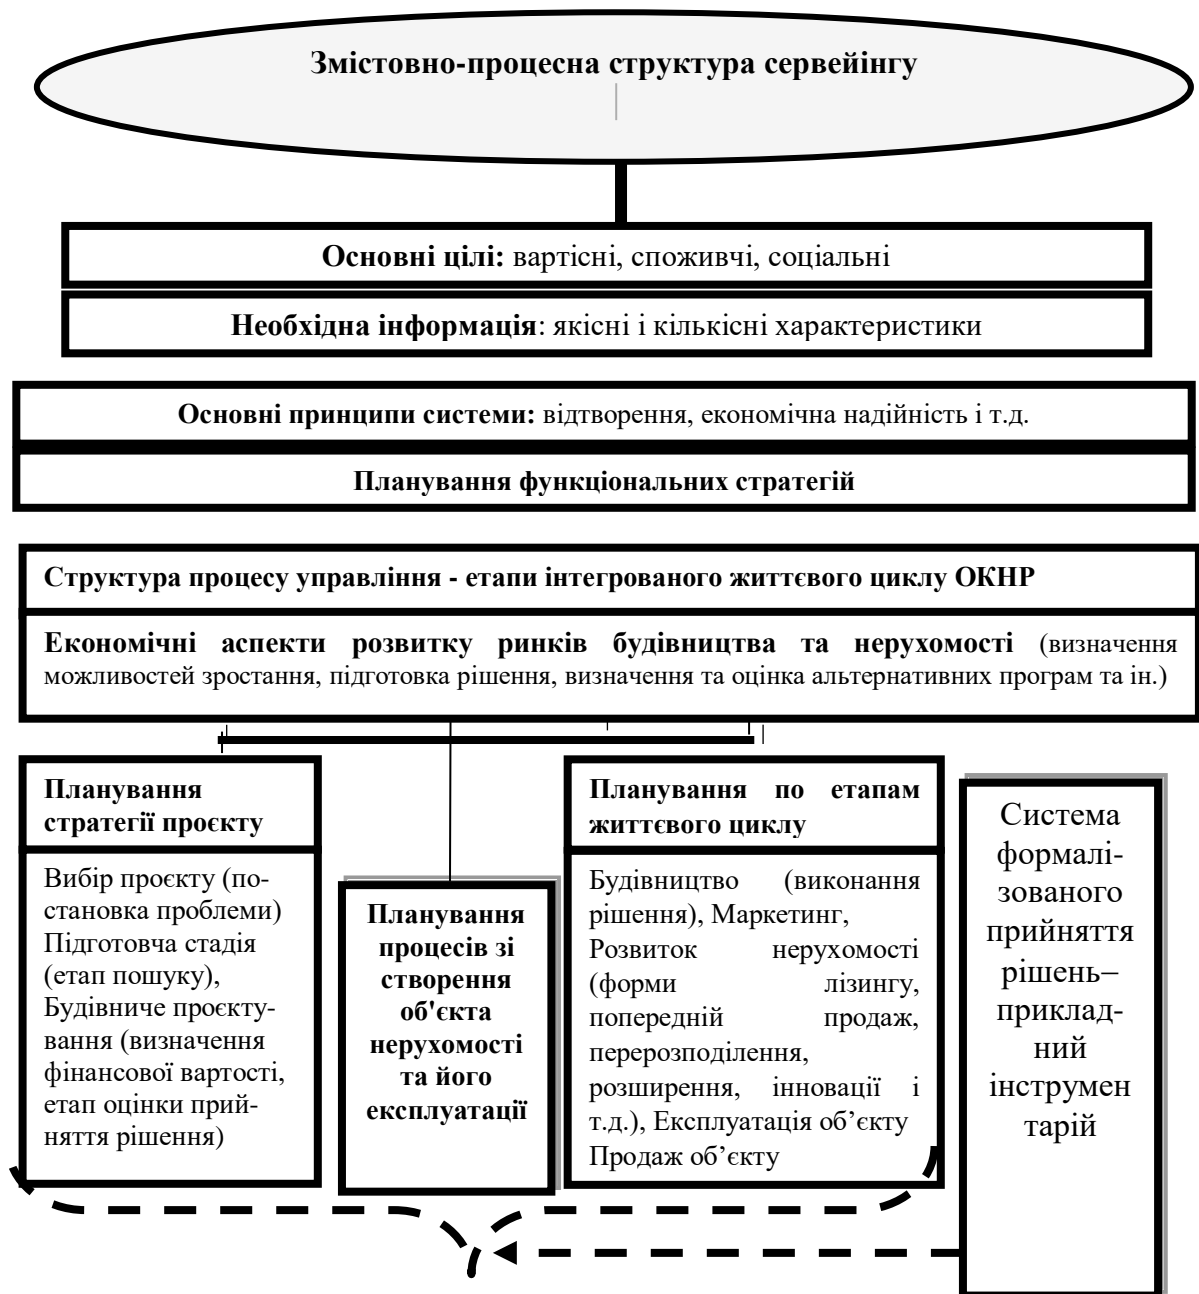 Змістовно-процесна структура сервейінгу
Основні цілі: вартісні, споживчі, соціальні
Необхідна інформація: якісні і кількісні характеристики
Основні принципи системи: відтворення, економічна надійність і т.д.
Планування функціональних стратегій
Структура процесу управління - етапи інтегрованого життєвого циклу ОКНР
Економічні аспекти розвитку ринків будівництва та нерухомості (визначення
можливостей зростання, підготовка рішення, визначення та оцінка альтернативних програм та ін.)
Планування
стратегії проєкту
Вибір проєкту (по-
становка проблеми)
Підготовча стадія
(етап пошуку),
Будівниче проєкту-
вання (визначення
фінансової вартості,
етап оцінки прий-
няття рішення)
Планування
процесів зі
створення
об'єкта
нерухомості
та його
експлуатації
Планування по етапам
життєвого циклу
Будівництво (виконання
рішення), Маркетинг,
Розвиток нерухомості
(форми лізингу,
попередній продаж,
перерозподілення,
розширення, інновації і
т.д.), Експлуатація об’єкту
Продаж об’єкту
Система
формалі-
зованого
прийняття
рішень–
приклад-
ний
інструмен
тарій